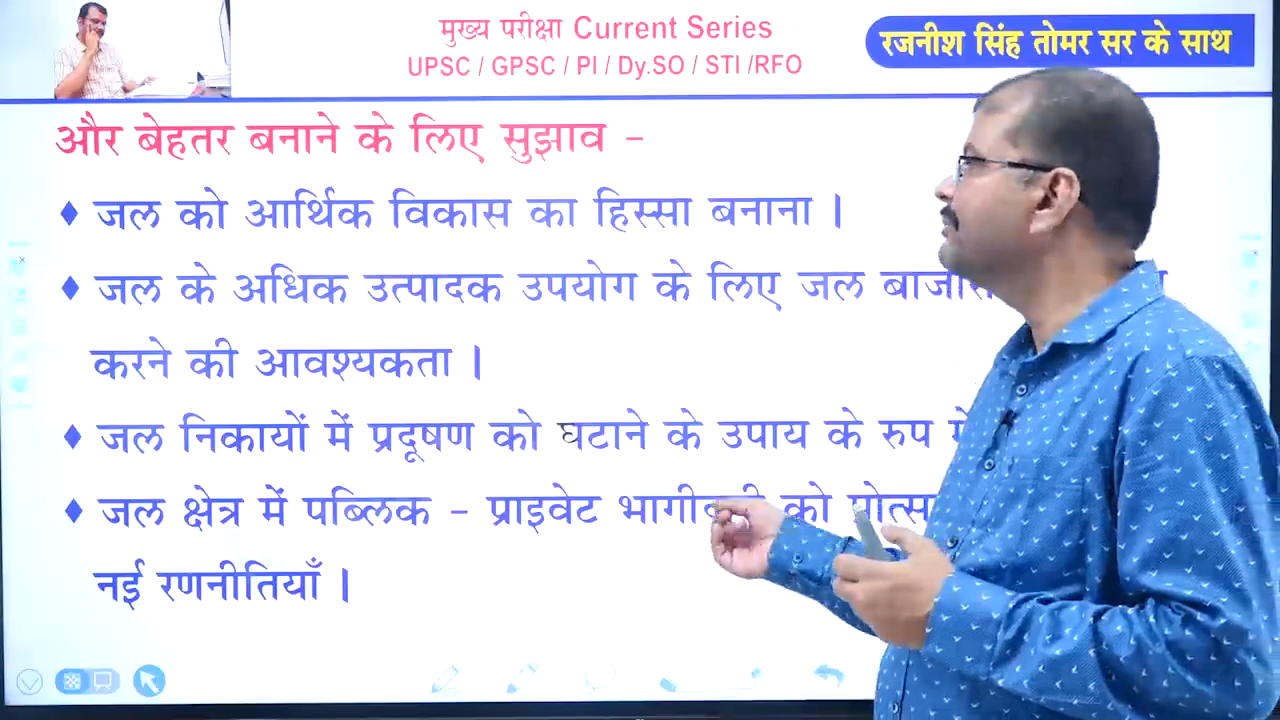 मुख्य परीक्षा Current Series
UPSC / GPSC / PI / Dy.SO / STI /RFO
रजनीश सिंह तोमर सर के साथ
और बेहतर बनाने के लिए सुझाव -
♦ जल को आर्थिक विकास का हिस्सा बनाना ।
♦ जल के अधिक उत्पादक उपयोग के लिए जल
करने की आवश्यकता ।
♦ जल निकायों में प्रदूषण को घटाने के उपाय के रुप
♦ जल क्षेत्र में पब्लिक - प्राइवेट भागीदारी को
नई रणनीतियाँ ।